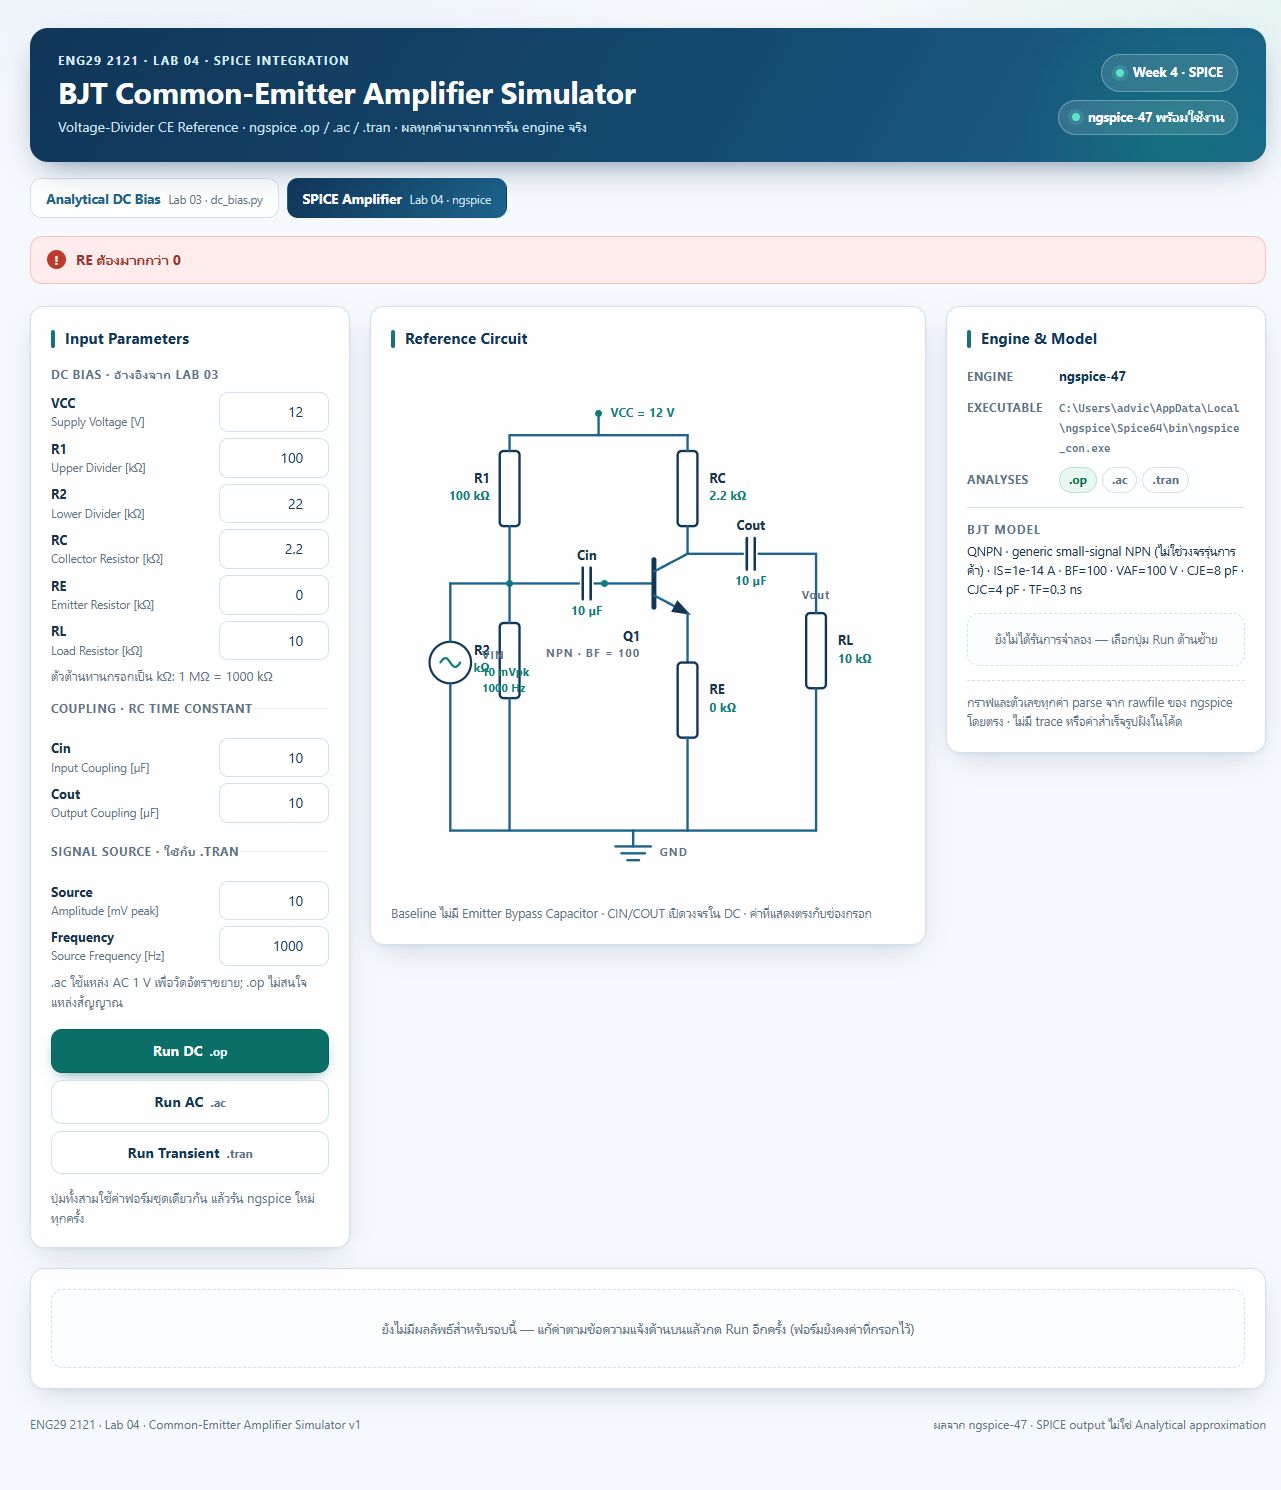 ENG29 2121 · LAB 04 · SPICE INTEGRATION
BJT Common-Emitter Amplifier Simulator
Voltage-Divider CE Reference · ngspice .op / .ac / .tran · ผลทุกค่ามาจากการรัน engine จริง
Week 4 · SPICE
ngspice-47 พร้อมใช้งาน
Analytical DC Bias Lab 03 · dc_bias.py
SPICE Amplifier Lab 04 · ngspice
! RE ต้องมากกว่า 0
Input Parameters
DC BIAS · อ้างอิงจาก LAB 03
VCC
Supply Voltage [V]
12
R1
Upper Divider [kΩ]
100
R2
Lower Divider [kΩ]
22
RC
Collector Resistor [kΩ]
2.2
RE
Emitter Resistor [kΩ]
0
RL
Load Resistor [kΩ]
10
ตัวต้านทานกรอกเป็น kΩ: 1 MΩ = 1000 kΩ
COUPLING · RC TIME CONSTANT
Cin
Input Coupling [µF]
10
Cout
Output Coupling [µF]
10
SIGNAL SOURCE · ใช้กับ .TRAN
Source
Amplitude [mV peak]
10
Frequency
Source Frequency [Hz]
1000
.ac ใช้แหล่ง AC 1 V เพื่อวัดอัตราขยาย; .op ไม่สนใจ
แหล่งสัญญาณ
Run DC .op
Run AC .ac
Run Transient .tran
ปุ่มทั้งสามใช้ค่าฟอร์มชุดเดียวกัน แล้วรัน ngspice ใหม่
ทุกครั้ง
Reference Circuit
VCC = 12 V
R1
100 kΩ
RC
2.2 kΩ
Cout
10 µF
Cin
10 µF
Vout
Q1
NPN · BF = 100
R2
kΩ
VIN
10 mVpk
1000 Hz
RL
10 kΩ
RE
0 kΩ
GND
Baseline ไม่มี Emitter Bypass Capacitor · CIN/COUT เปิดวงจรใน DC · ค่าที่แสดงตรงกับช่องกรอก
Engine & Model
ENGINE
ngspice-47
EXECUTABLE
C:\Users\advic\AppData\Local
\ngspice\Spice64\bin\ngspice
_con.exe
ANALYSES
.op .ac .tran
BJT MODEL
QNPN · generic small-signal NPN (ไม่ใช่วงจรรุ่นการ
ค้า) · IS=1e-14 A · BF=100 · VAF=100 V · CJE=8 pF ·
CJC=4 pF · TF=0.3 ns
ยังไม่ได้รันการจำลอง — เลือกปุ่ม Run ด้านซ้าย
กราฟและตัวเลขทุกค่า parse จาก rawfile ของ ngspice
โดยตรง · ไม่มี trace หรือค่าสำเร็จรูปฝังในโค้ด
ยังไม่มีผลลัพธ์สำหรับรอบนี้ — แก้ค่าตามข้อความแจ้งด้านบนแล้วกด Run อีกครั้ง (ฟอร์มยังคงค่าที่กรอกไว้)
ENG29 2121 · Lab 04 · Common-Emitter Amplifier Simulator v1
ผลจาก ngspice-47 · SPICE output ไม่ใช่ Analytical approximation